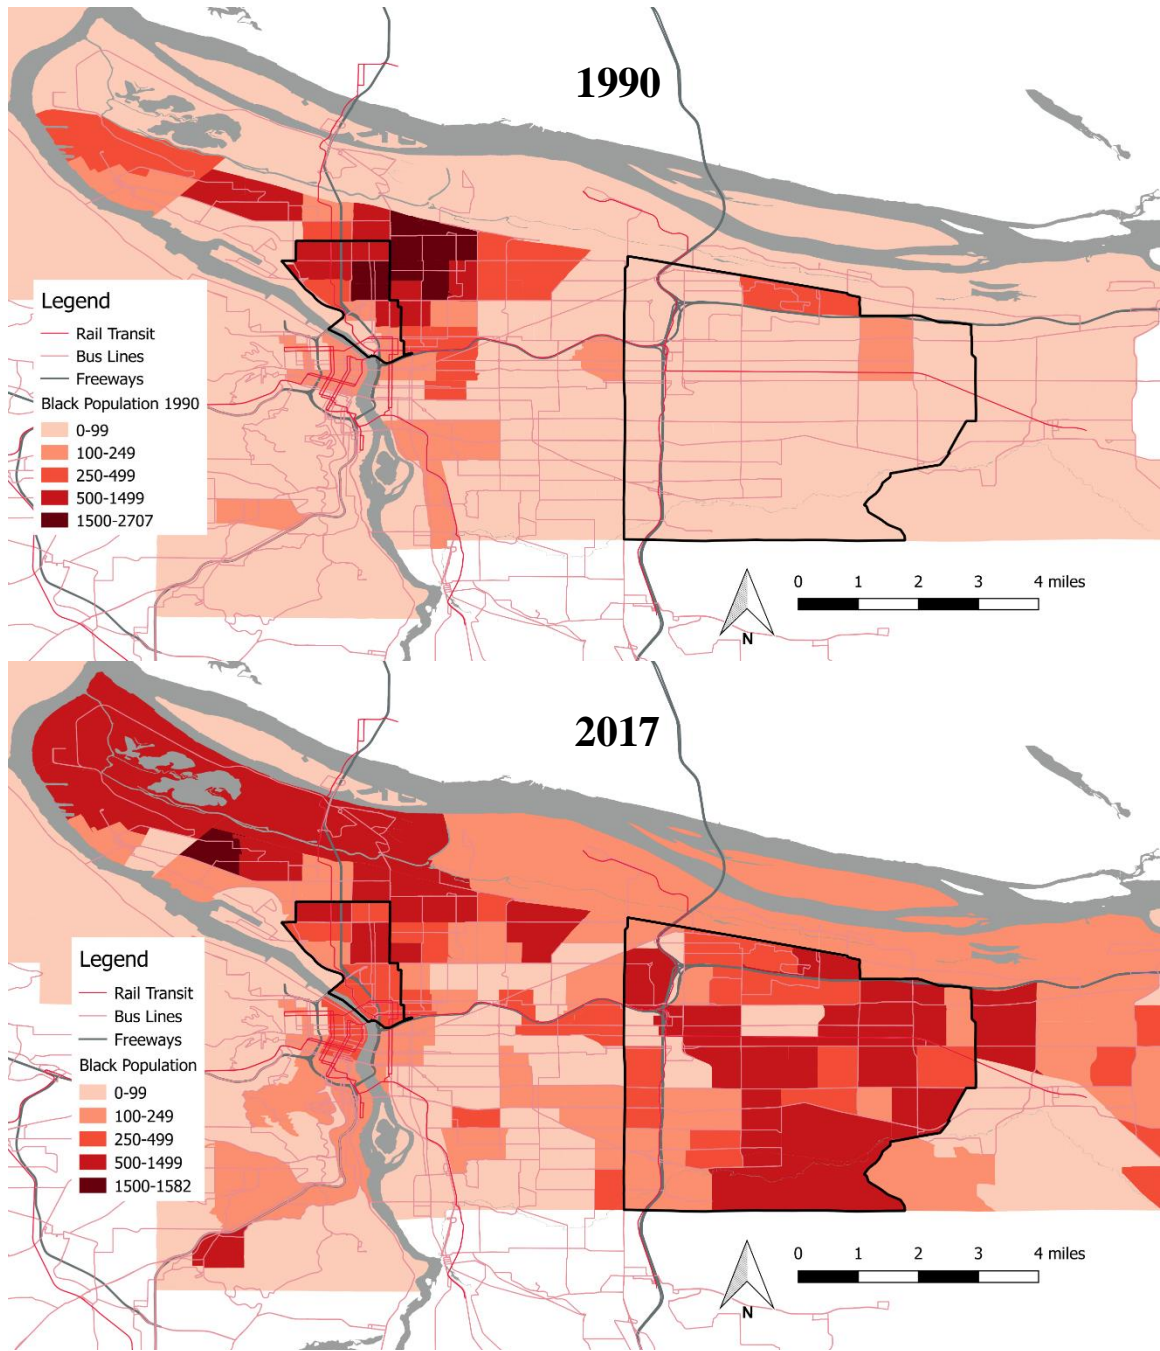 1990
Legend
Rail Transit
Bus Lines
Freeways
Black Population 1990
0-99
100-249
250-499
500-1499
1500-2707
0 1 2 3 4 miles
N
2017
Legend
Rail Transit
Bus Lines
Freeways
Black Population
0-99
100-249
250-499
500-1499
1500-1582
0 1 2 3 4 miles
N